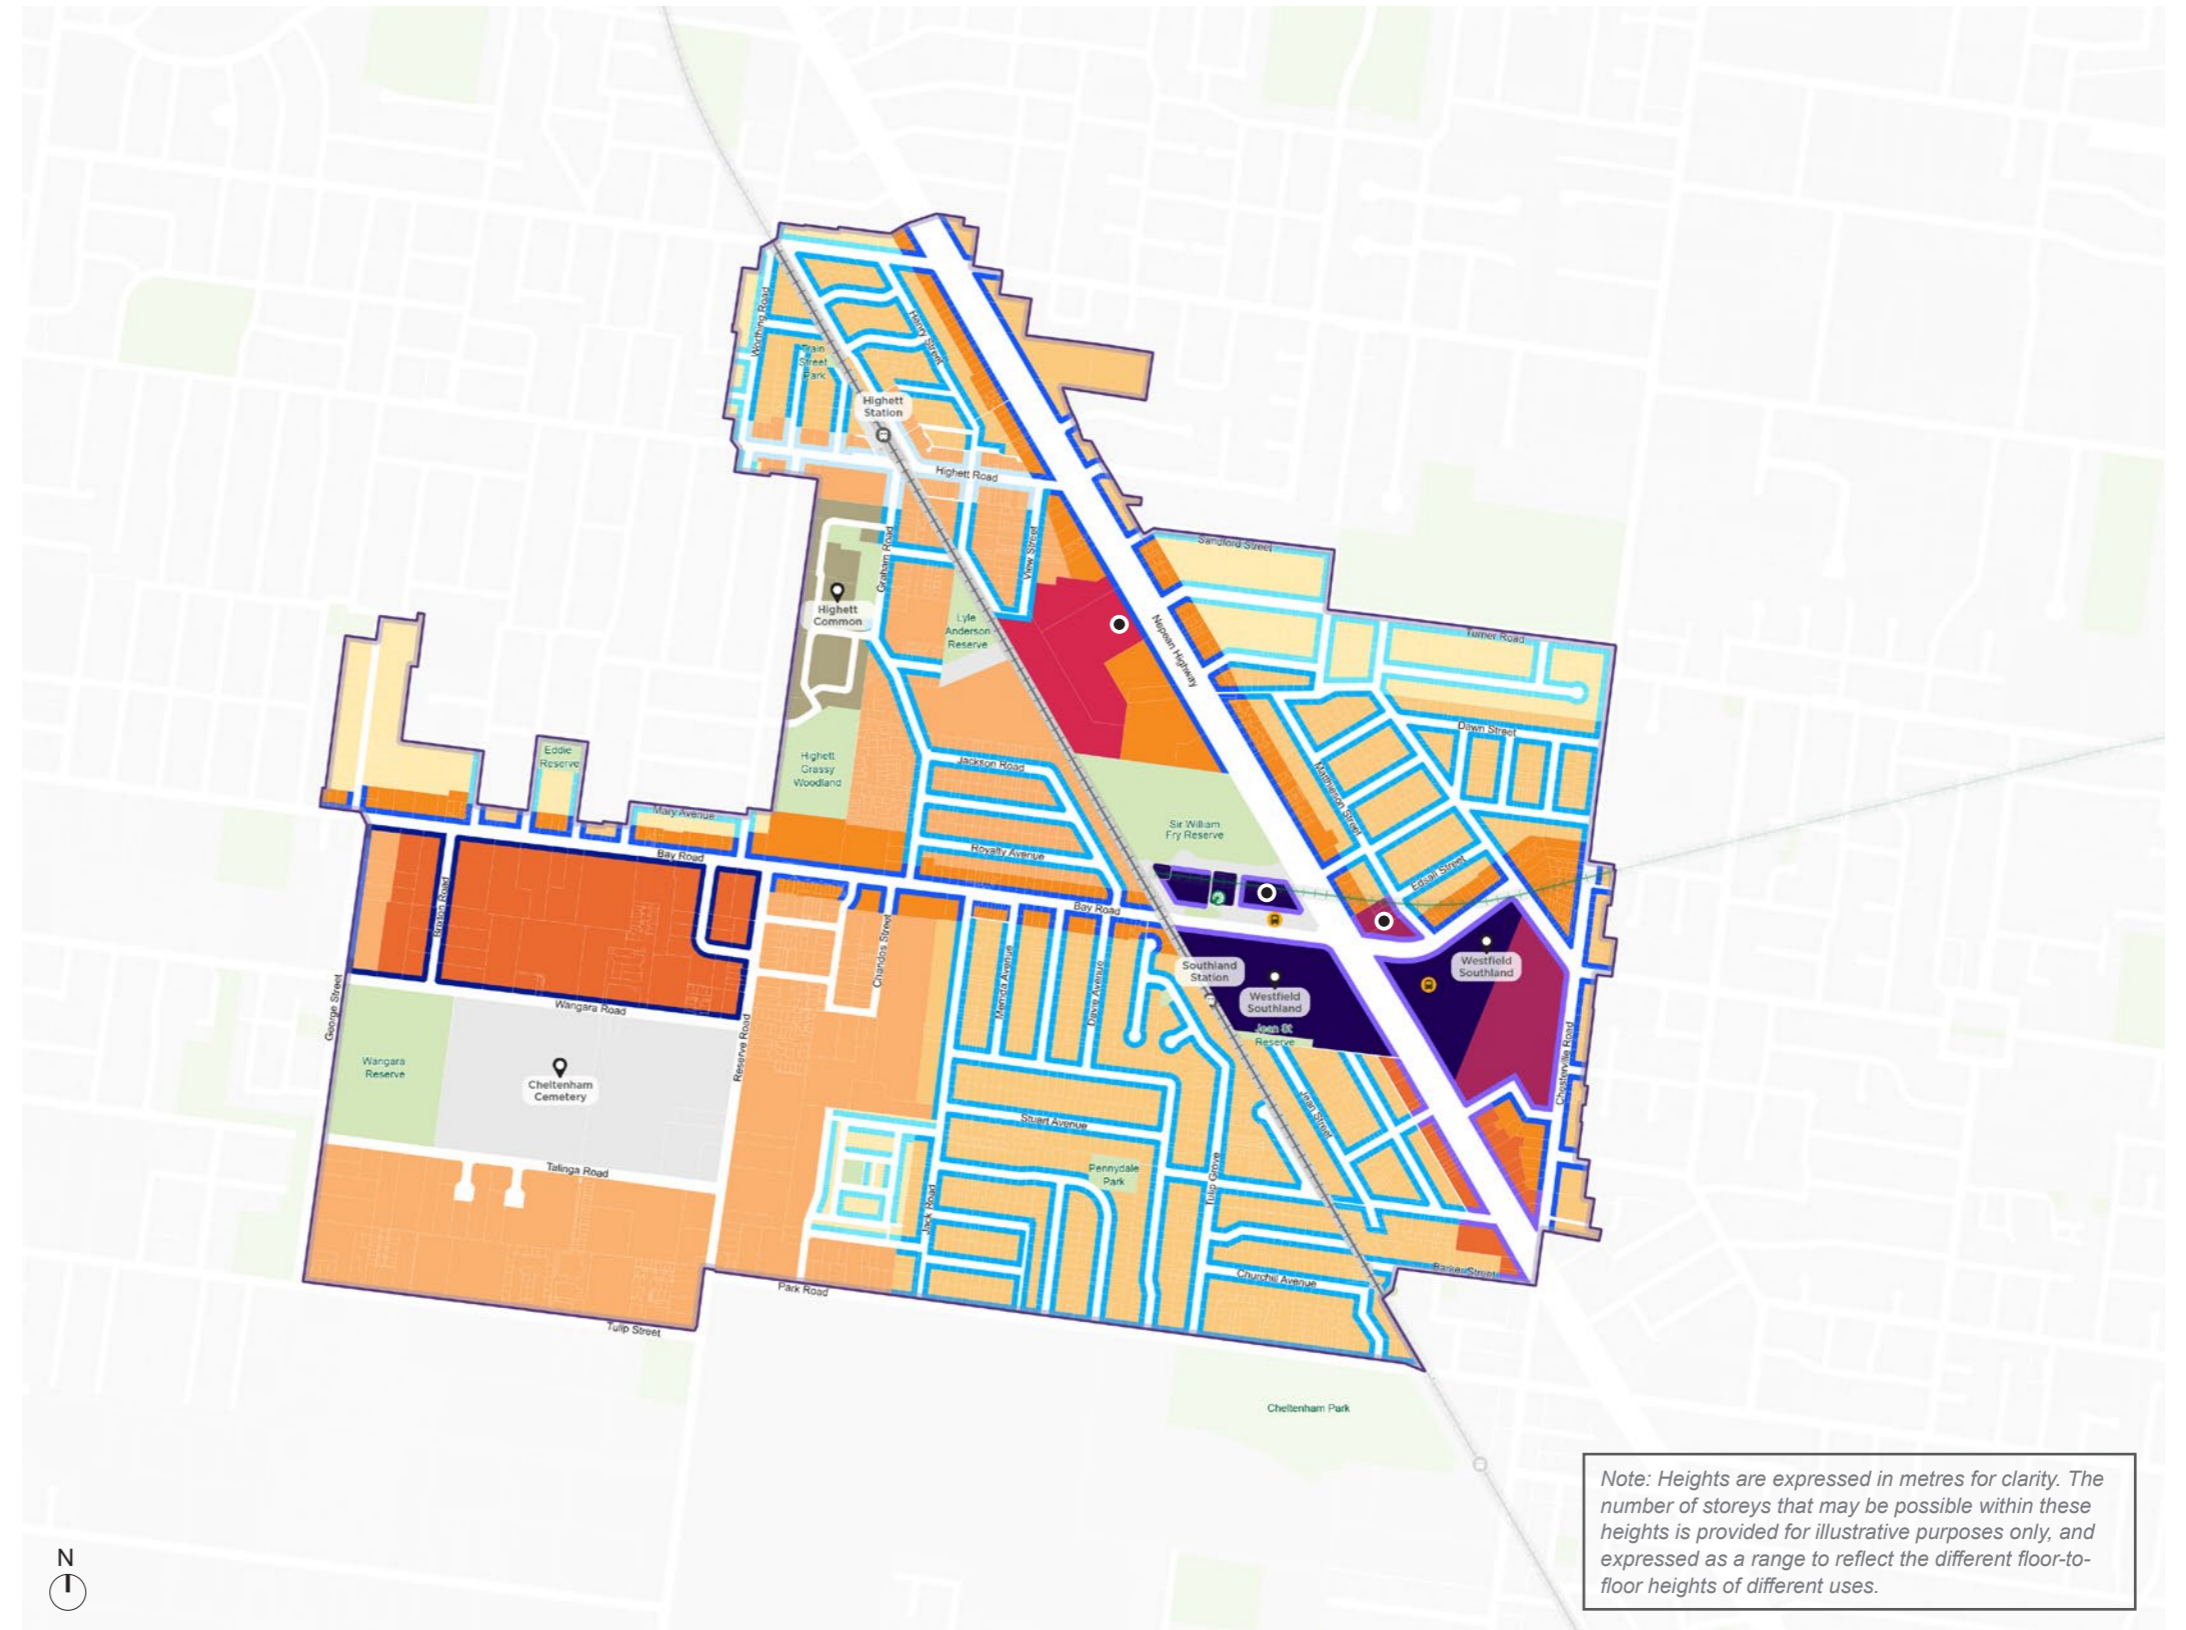 Worthing Road
Henry Street
Train
Street
Park
Highett
Station
Highett Road
Sandford Street
Graham Road
View Street
Highett
Common
Lyle
Anderson
Reserve
Nepean Highway
Turner Road
Dawn Street
Eddie
Reserve
Highett
Grassy
Woodland
Jackson Road
Matthieson Street
Mary Avenue
Sir William
Fry Reserve
Bay Road
Royalty Avenue
Edsall Street
Brixton Road
Bay Road
Chandos Street
Merinda Avenue
Davie Avenue
Southland
Station
Westfield
Southland
Westfield
Southland
Jean St
Reserve
George Street
Wangara Road
Reserve Road
Chesterville Road
Wangara
Reserve
Cheltenham
Cemetery
Stuart Avenue
Jean Street
Talinga Road
Pennydale
Park
Tulip Grove
Jack Road
Churchill Avenue
Barker Street
Park Road
Tulip Street
Cheltenham Park
Note: Heights are expressed in metres for clarity. The
number of storeys that may be possible within these
heights is provided for illustrative purposes only, and
expressed as a range to reflect the different floor-to-
floor heights of different uses.
N